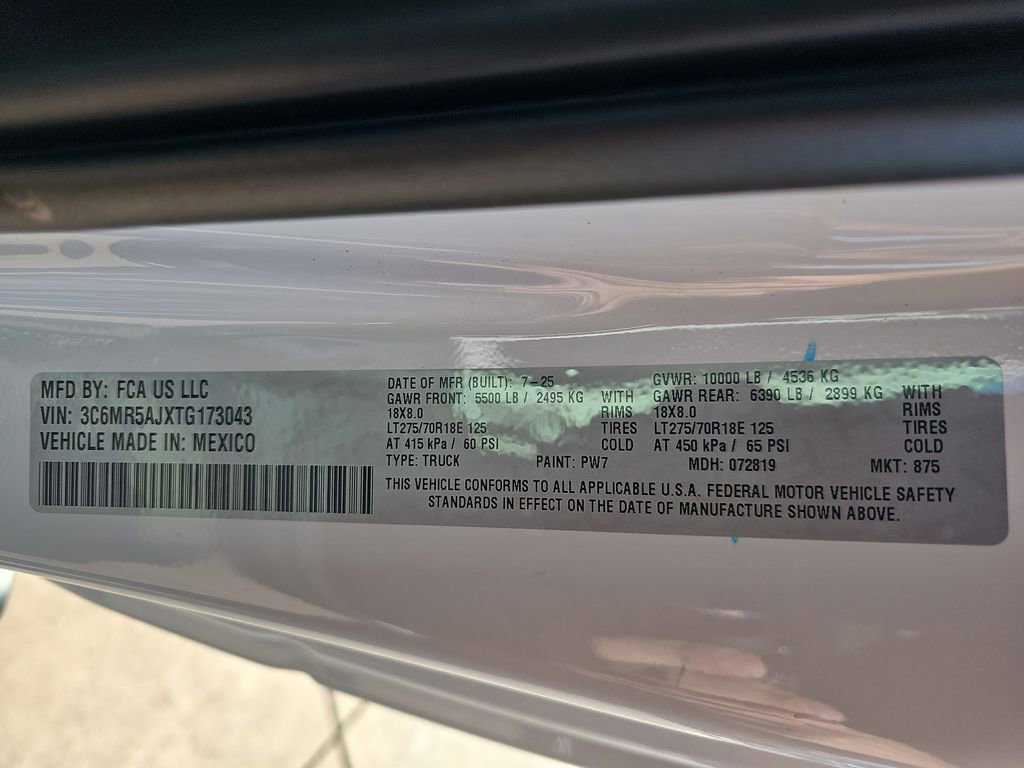 MFD BY: FCA US LLC
VIN: 3C6MR5AJXTG173043
VEHICLE MADE IN: MEXICO
DATE OF MFR (BUILT): 7-25
GAWR FRONT: 5500 LB / 2495 KG WITH
18X8.0 RIMS
LT275/70R18E 125 TIRES
AT 415 kPa / 60 PSI COLD
TYPE: TRUCK PAINT: PW7
GVWR: 10000 LB / 4536 KG
GAWR REAR: 6390 LB / 2899 KG WITH
18X8.0 RIMS
LT275/70R18E 125 TIRES
AT 450 kPa / 65 PSI COLD
MDH: 072819 MKT: 875
THIS VEHICLE CONFORMS TO ALL APPLICABLE U.S.A. FEDERAL MOTOR VEHICLE SAFETY
STANDARDS IN EFFECT ON THE DATE OF MANUFACTURE SHOWN ABOVE.